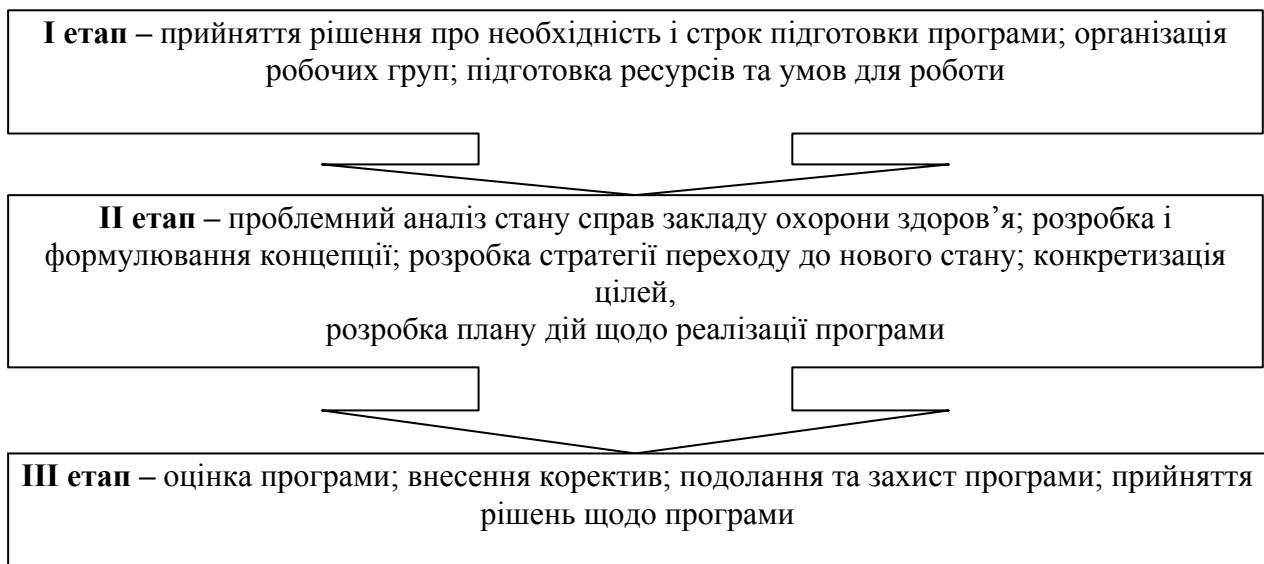 І етап – прийняття рішення про необхідність і строк підготовки програми; організація
робочих груп; підготовка ресурсів та умов для роботи
ІІ етап – проблемний аналіз стану справ закладу охорони здоров’я; розробка і
формулювання концепції; розробка стратегії переходу до нового стану; конкретизація
цілей,
розробка плану дій щодо реалізації програми
ІІІ етап – оцінка програми; внесення коректив; подолання та захист програми; прийняття
рішень щодо програми